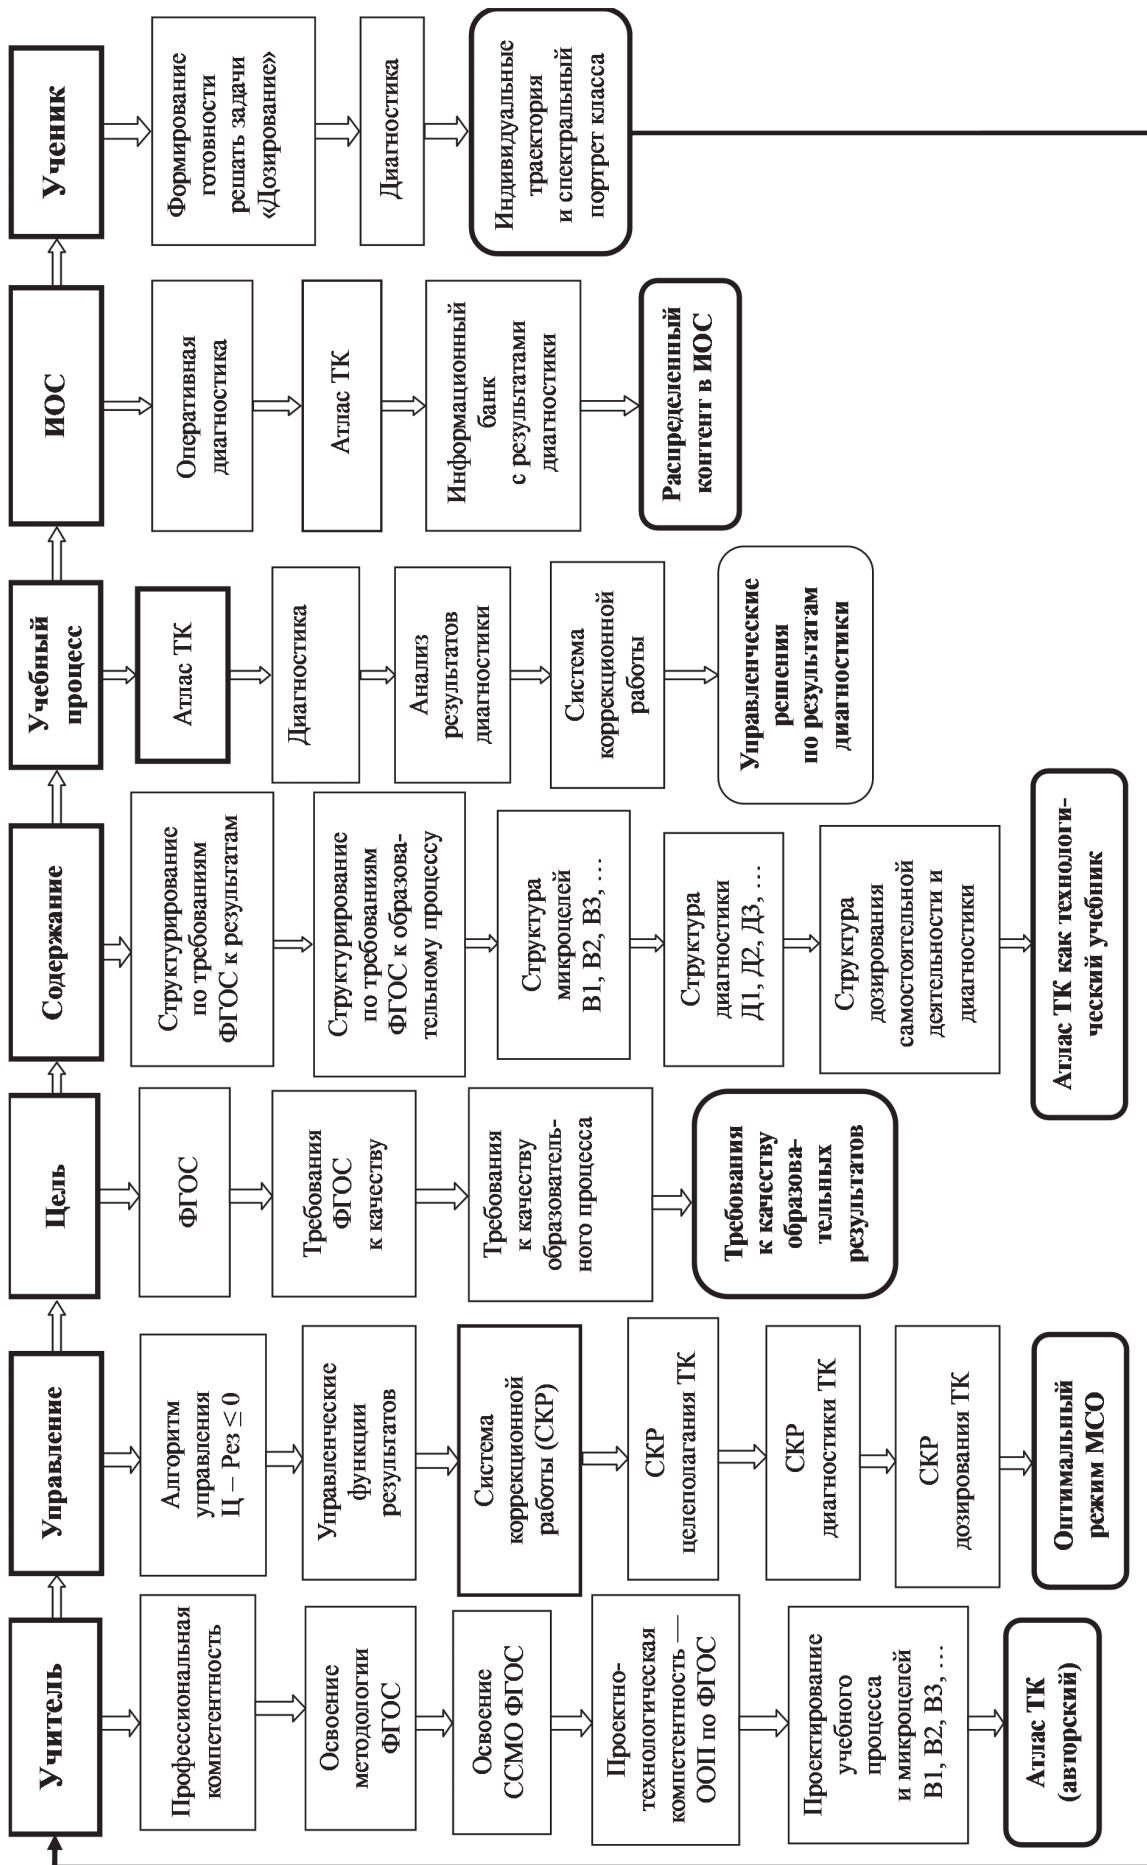 Учитель
Профессиональная
компетентность
Освоение
методологии
ФГОС
Освоение
ССМО ФГОС
Проектно-
технологическая
компетентность —
ООП по ФГОС
Проектирование
учебного
процесса
и микроцелей
В1, В2, В3, …
Атлас ТК
(авторский)
Управление
Алгоритм
управления
Ц – Рез ≤ 0
Управленческие
функции
результатов
Система
коррекционной
работы (СКР)
СКР
целеполагания ТК
СКР
диагностики ТК
СКР
дозирования ТК
Оптимальный
режим МСО
Цель
ФГОС
Требования
ФГОС
к качеству
Требования
к качеству
образователь-
ного процесса
Требования
к качеству
образова-
тельных
результатов
Содержание
Структурирование
по требованиям
ФГОС к результатам
Структурирование
по требованиям
ФГОС к образова-
тельному процессу
Структура
микроцелей
В1, В2, В3, …
Структура
диагностики
Д1, Д2, Д3, …
Структура
дозирования
самостоятельной
деятельности и
диагностики
Атлас ТК как технологи-
ческий учебник
Учебный
процесс
Атлас ТК
Диагностика
Анализ
результатов
диагностики
Система
коррекционной
работы
Управленческие
решения
по результатам
диагностики
ИОС
Оперативная
диагностика
Атлас ТК
Информационный
банк
с результатами
диагностики
Распределенный
контент в ИОС
Ученик
Формирование
готовности
решать задачи
«Дозирование»
Диагностика
Индивидуальные
траектория
и спектральный
портрет класса